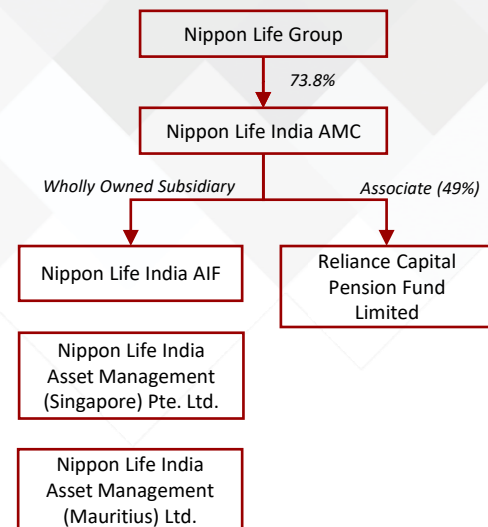 Nippon Life Group
73.8%
Nippon Life India AMC
Wholly Owned Subsidiary
Associate (49%)
Nippon Life India AIF
Reliance Capital
Pension Fund
Limited
Nippon Life India
Asset Management
(Singapore) Pte. Ltd.
Nippon Life India
Asset Management
(Mauritius) Ltd.